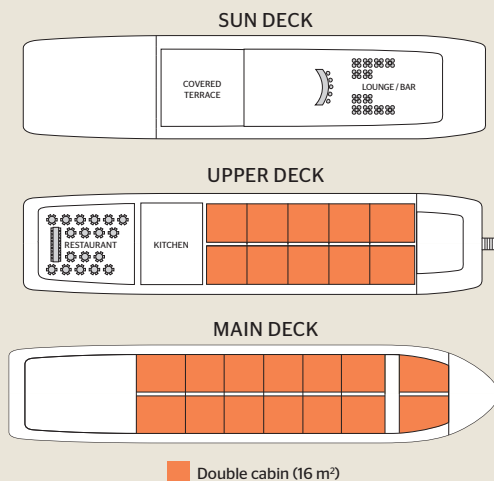 SUN DECK
COVERED
TERRACE
LOUNGE / BAR
UPPER DECK
RESTAURANT
KITCHEN
MAIN DECK
Double cabin (16 m²)